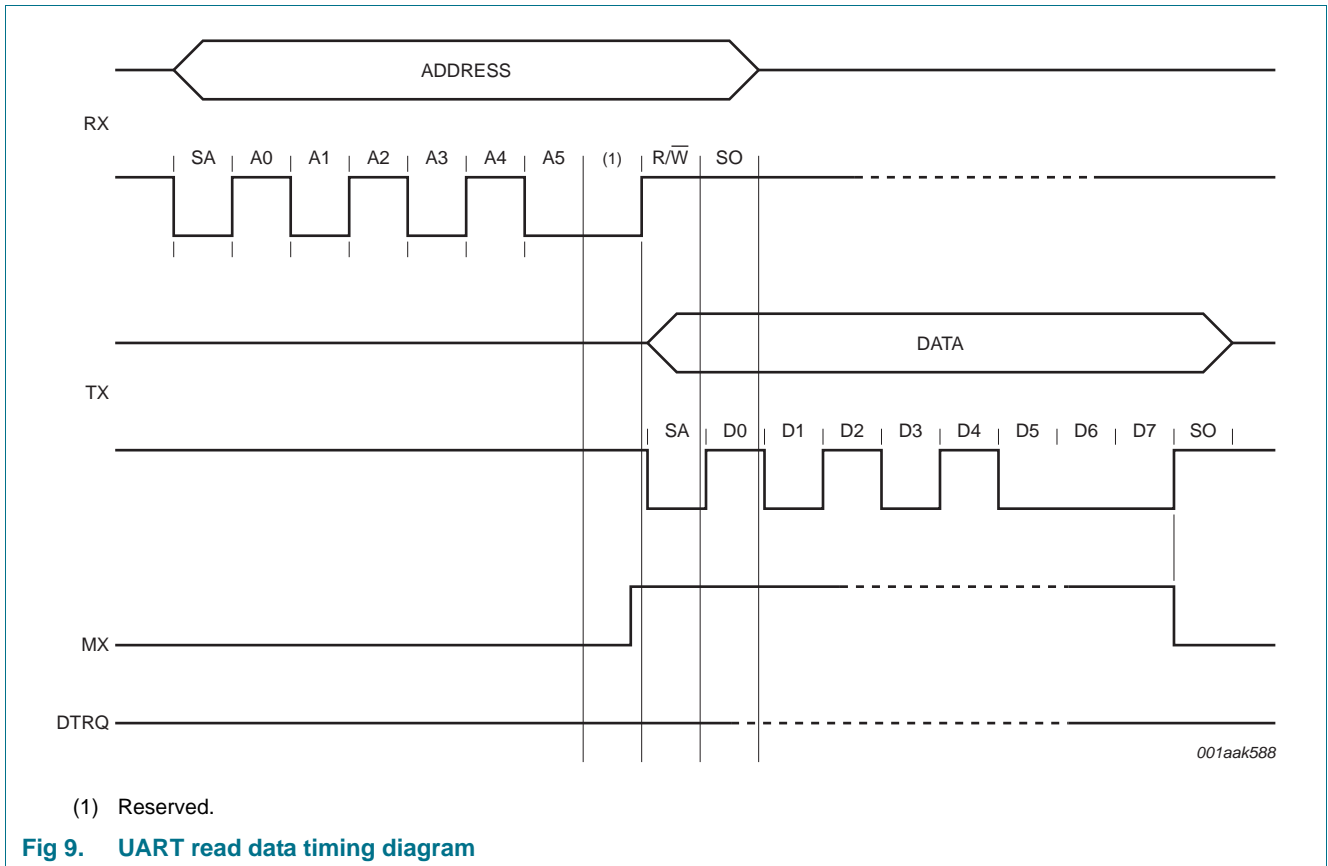 ADDRESS
RX
SA A0 A1 A2 A3 A4 A5 (1) R/W̅ SO
DATA
TX
SA D0 D1 D2 D3 D4 D5 D6 D7 SO
MX
DTRQ
001aak588
(1) Reserved.
Fig 9. UART read data timing diagram